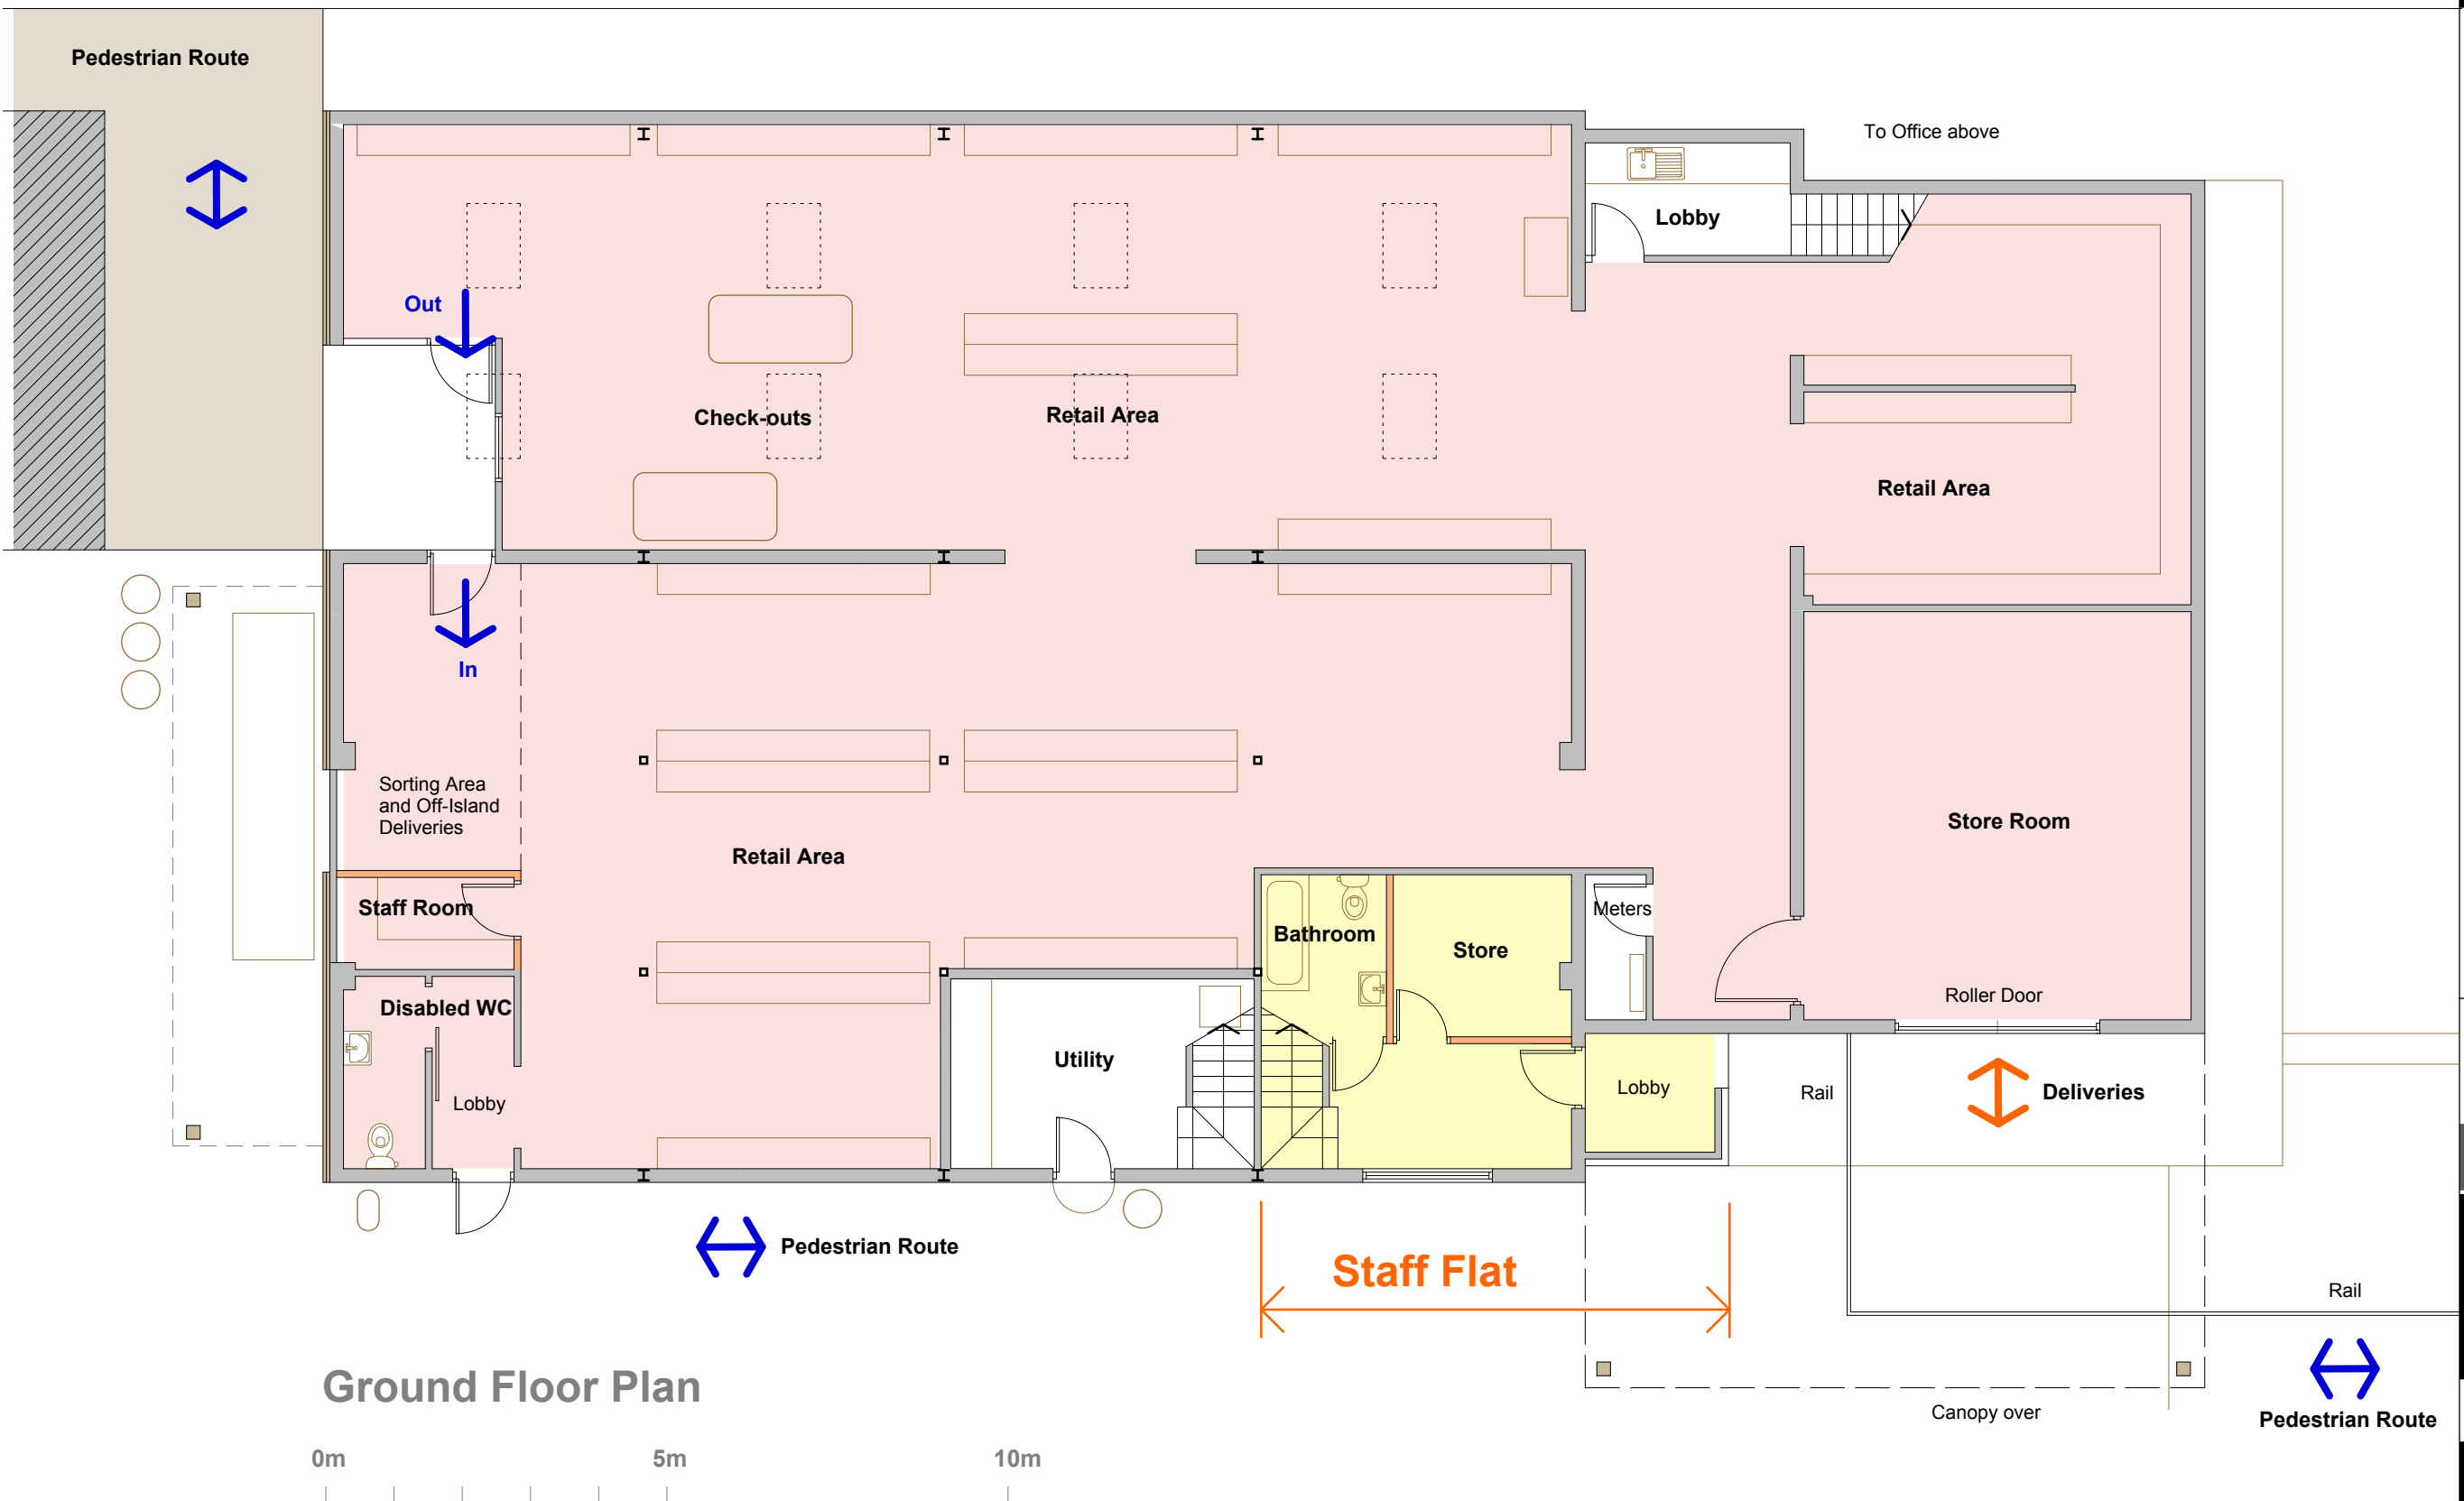 Pedestrian Route
To Office above
Lobby
Out
Check-outs
Retail Area
Retail Area
In
Sorting Area
and Off-Island
Deliveries
Store Room
Retail Area
Staff Room
Meters
Bathroom
Store
Disabled WC
Roller Door
Utility
Lobby
Lobby
Rail
Deliveries
Pedestrian Route
Staff Flat
Rail
Ground Floor Plan
Canopy over
Pedestrian Route
0m
5m
10m